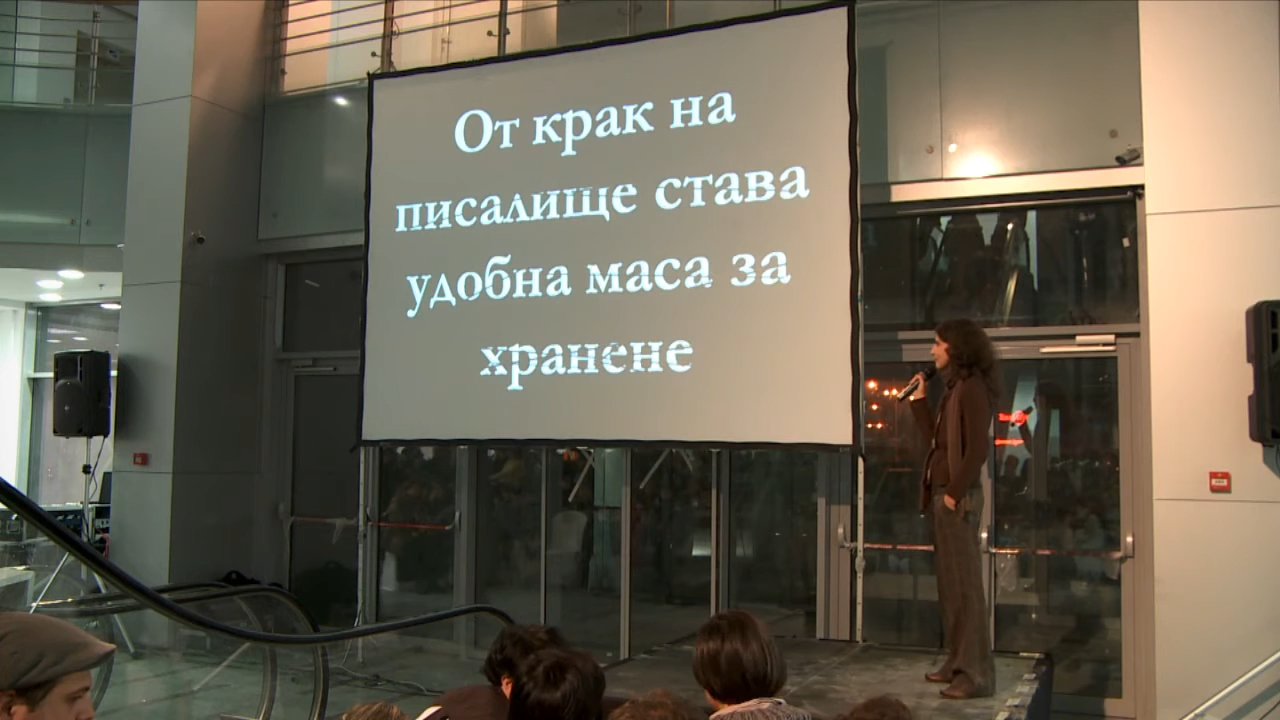 От крак на
писалище става
удобна маса за
хранене